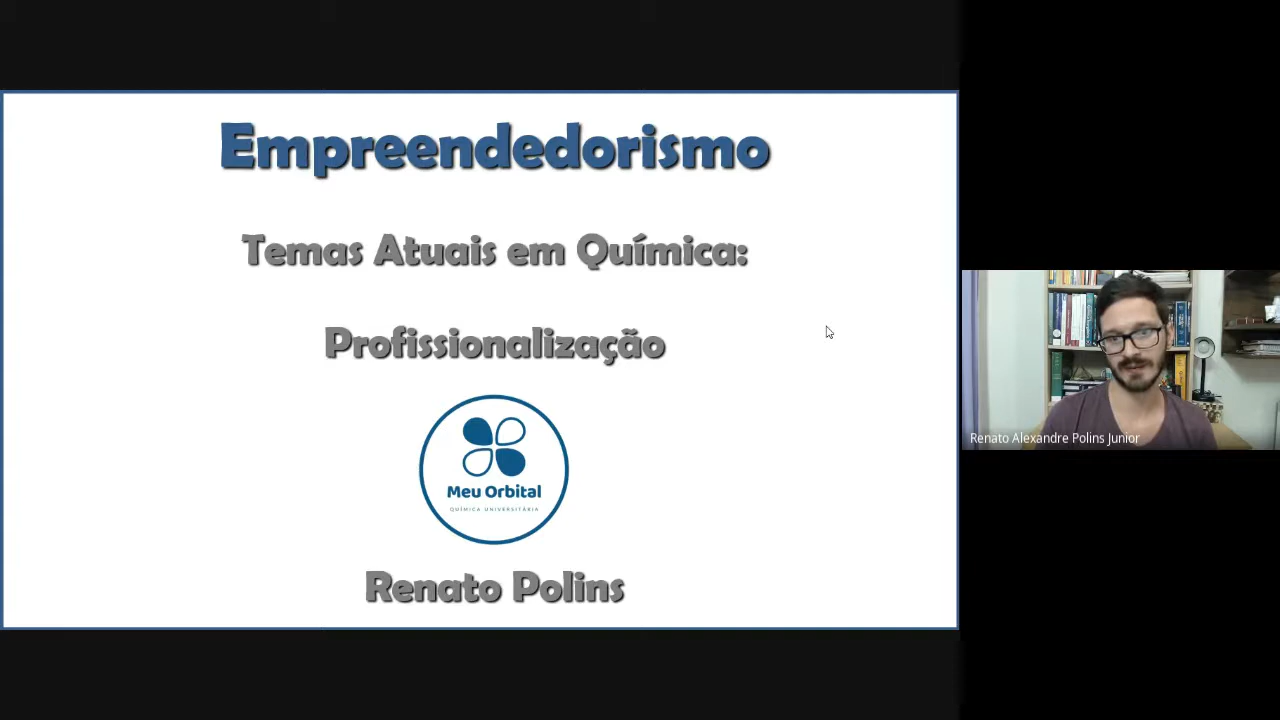 Empreendedorismo
Temas Atuais em Química:
Profissionalização
Meu Orbital
QUÍMICA UNIVERSITÁRIA
Renato Polins
Renato Alexandre Polins Junior